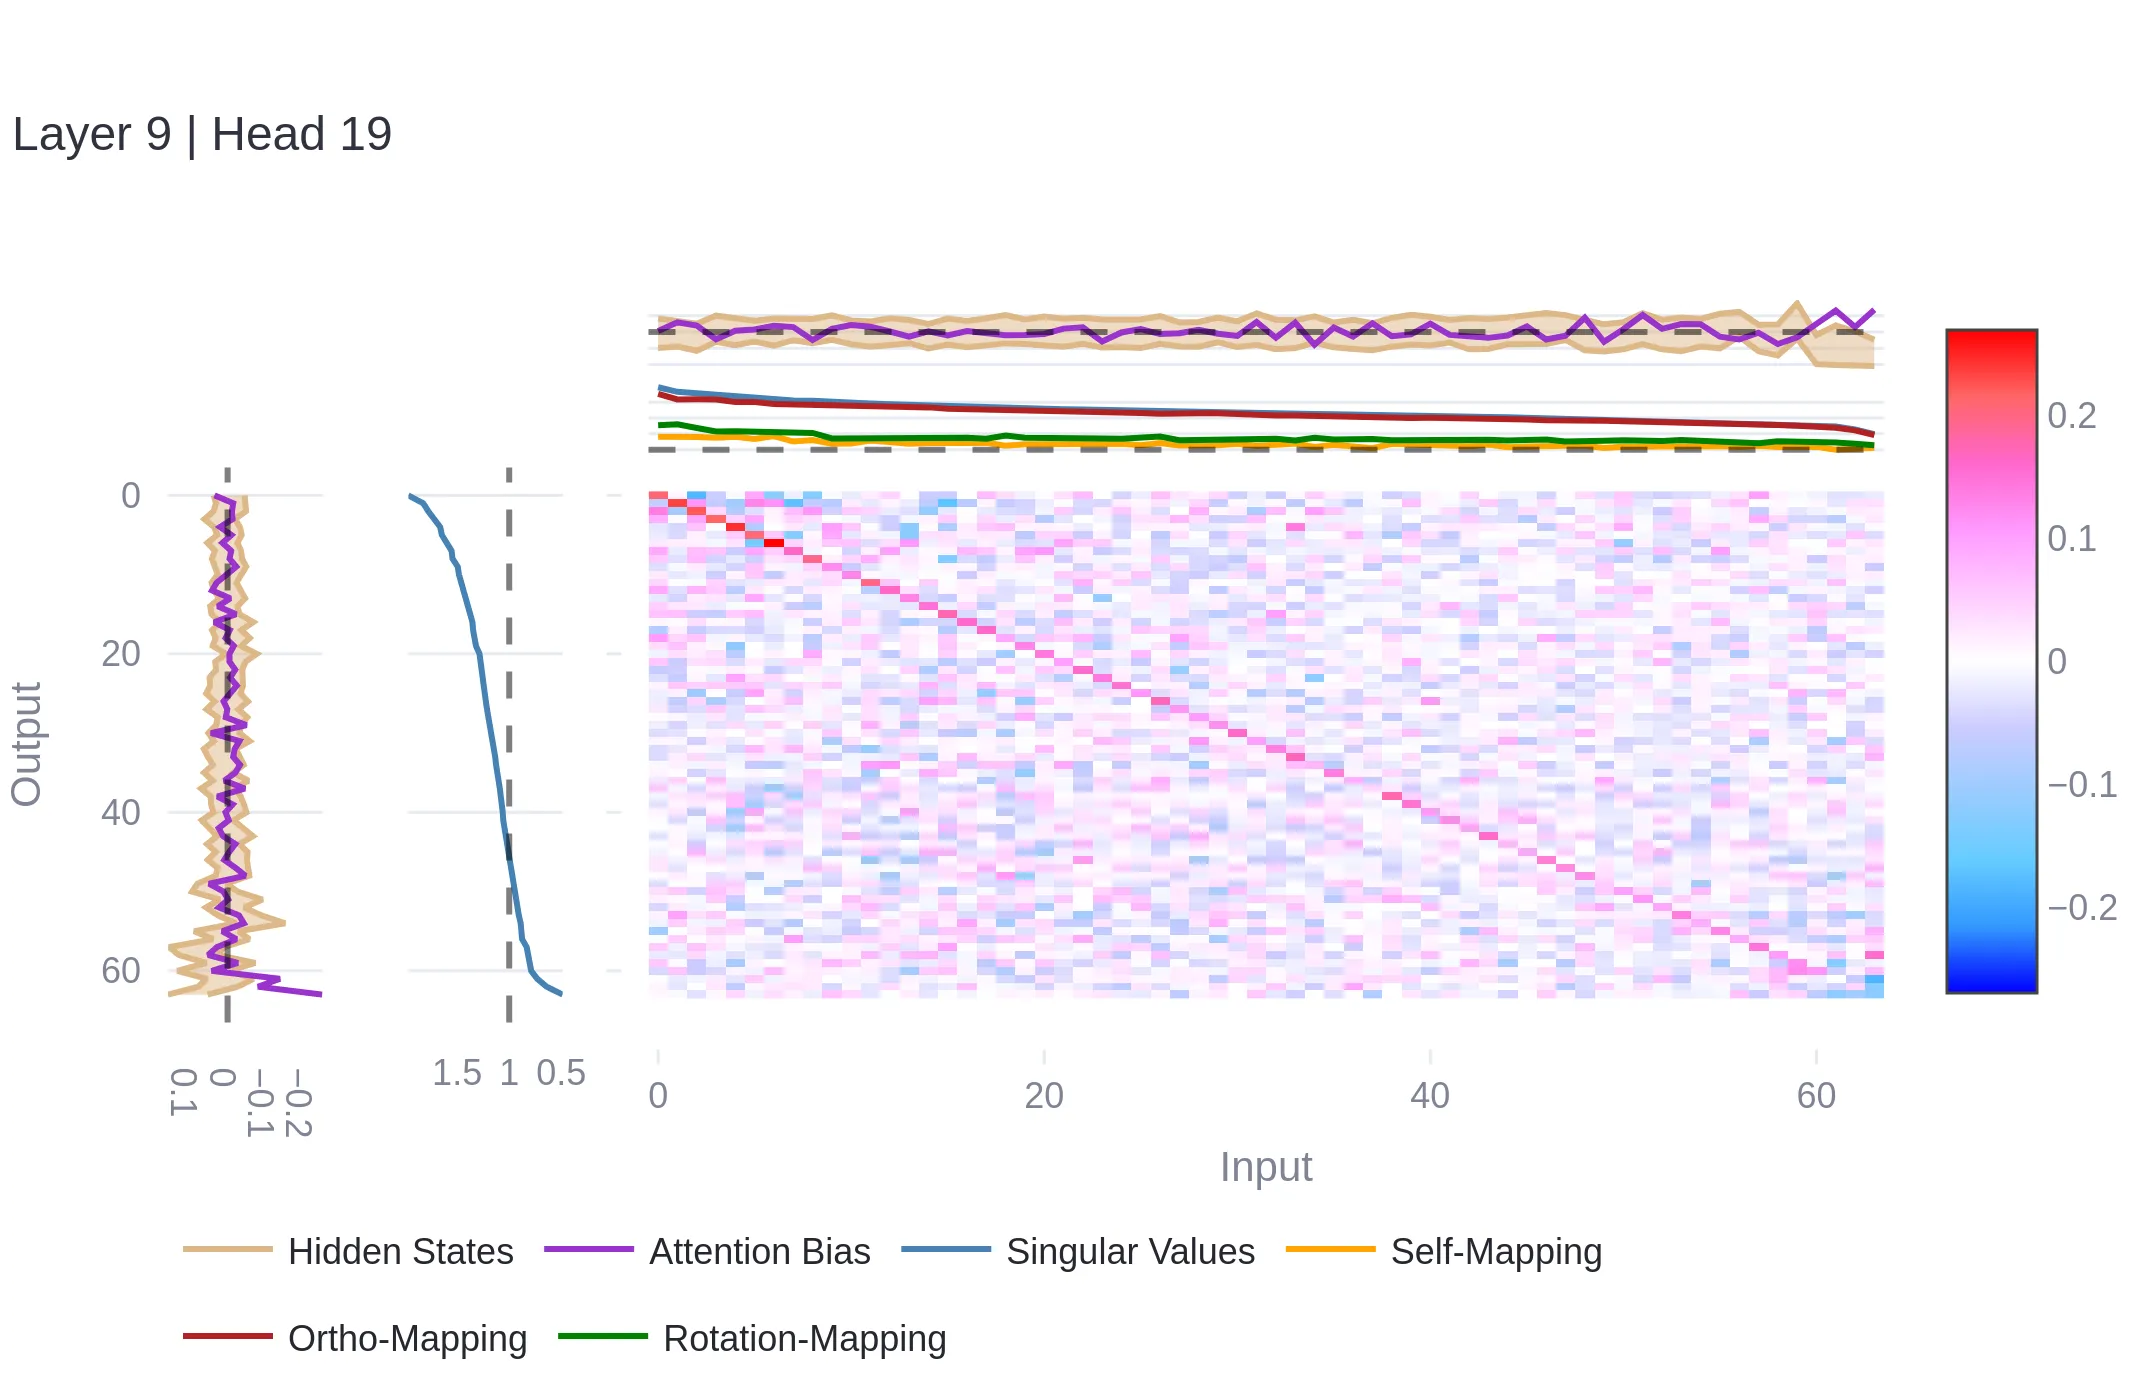 Layer 9 | Head 19
0
20
40
60
Output
0.1
0
−0.1
−0.2
1.5 1 0.5
0 20 40 60
Input
0.2
0.1
0
−0.1
−0.2
Hidden States Attention Bias Singular Values Self-Mapping
Ortho-Mapping Rotation-Mapping